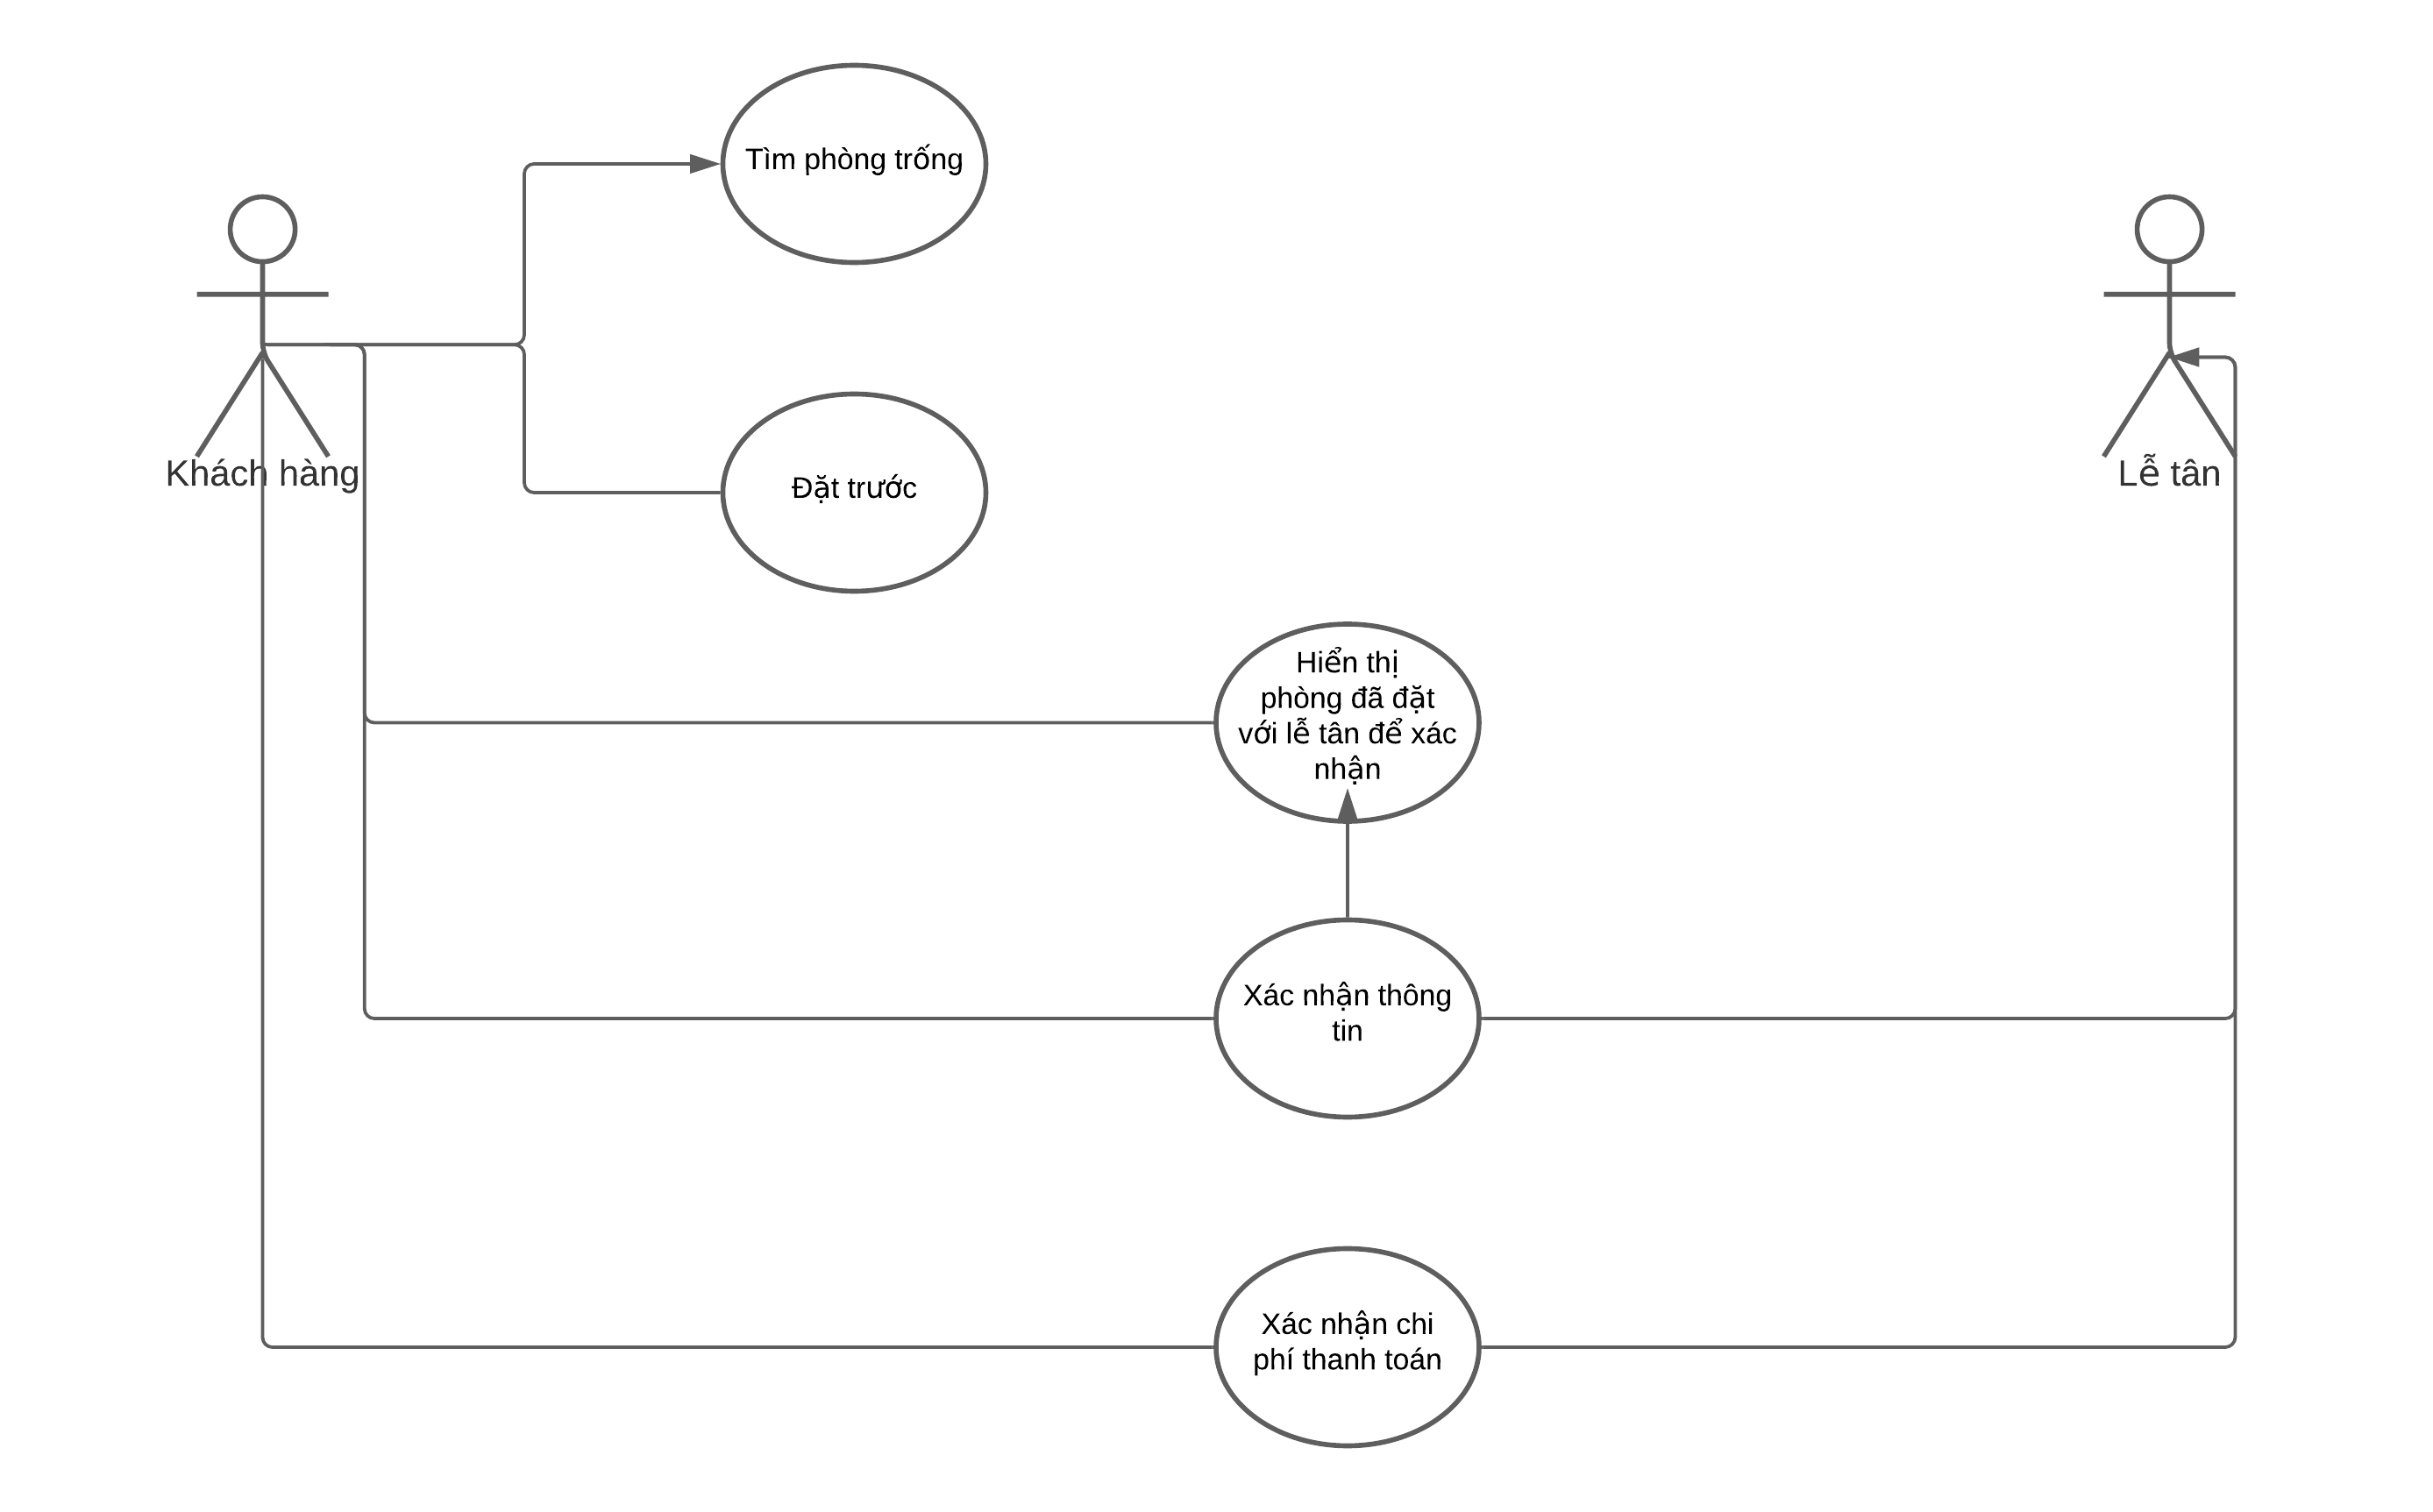 Tìm phòng trống
Khách hàng
Lễ tân
Đặt trước
Hiển thị
phòng đã đặt
với lễ tân để xác
nhận
Xác nhận thông
tin
Xác nhận chi
phí thanh toán